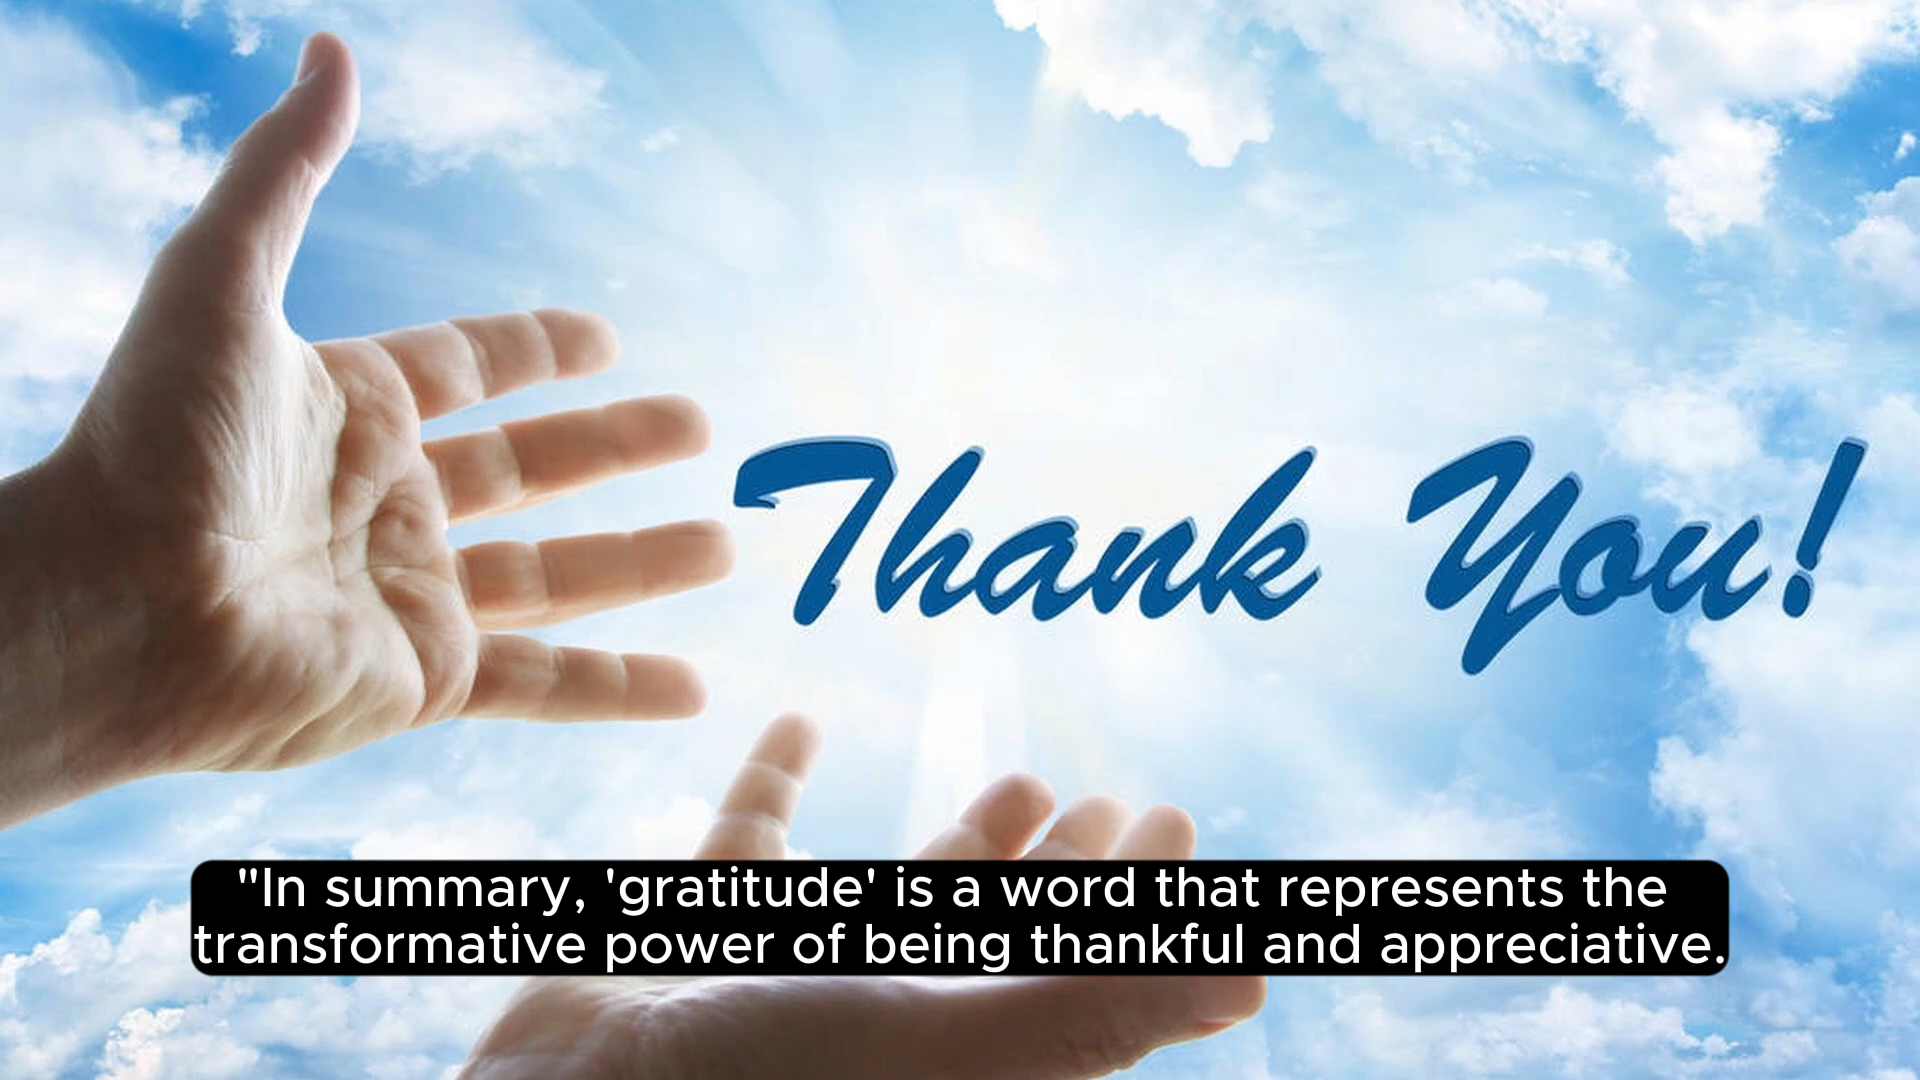 Thank You!
"In summary, 'gratitude' is a word that represents the
transformative power of being thankful and appreciative.